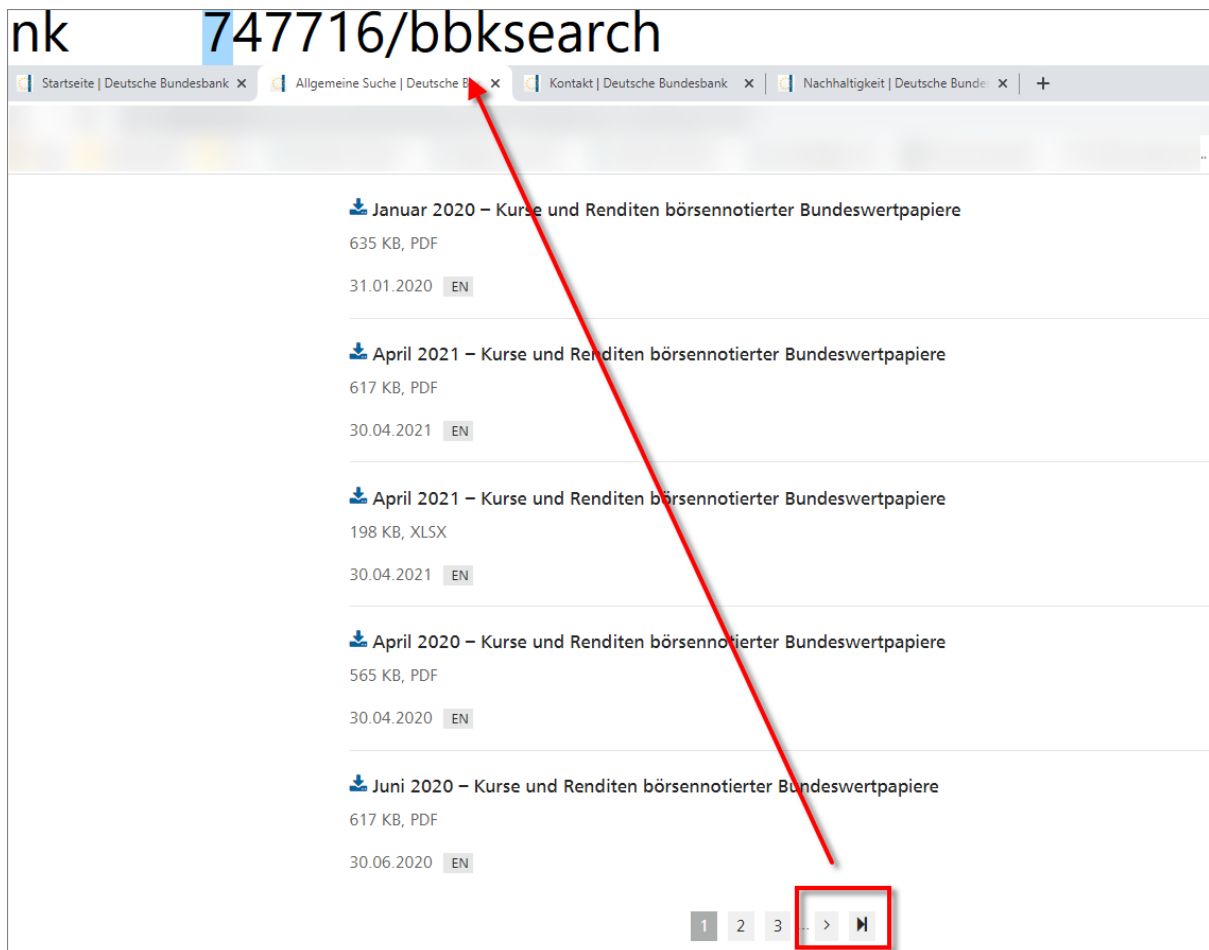 nk 747716/bbksearch
Startseite | Deutsche Bundesbank Allgemeine Suche | Deutsche Kontakt | Deutsche Bundesbank Nachhaltigkeit | Deutsche Bunde
Januar 2020 – Kurse und Renditen börsennotierter Bundeswertpapiere
635 KB, PDF
31.01.2020 EN
April 2021 – Kurse und Renditen börsennotierter Bundeswertpapiere
617 KB, PDF
30.04.2021 EN
April 2021 – Kurse und Renditen börsennotierter Bundeswertpapiere
198 KB, XLSX
30.04.2021 EN
April 2020 – Kurse und Renditen börsennotierter Bundeswertpapiere
565 KB, PDF
30.04.2020 EN
Juni 2020 – Kurse und Renditen börsennotierter Bundeswertpapiere
617 KB, PDF
30.06.2020 EN
1 2 3 ... >